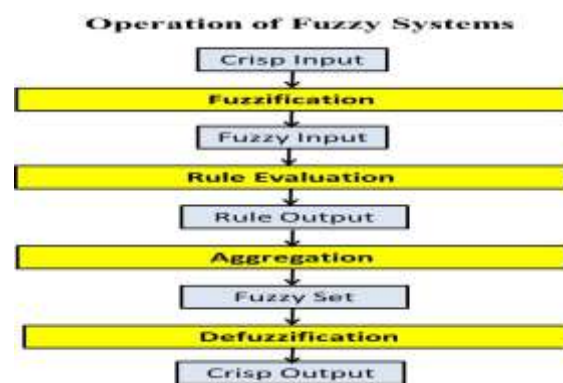 Operation of Fuzzy Systems
Crisp Input
Fuzzification
Fuzzy Input
Rule Evaluation
Rule Output
Aggregation
Fuzzy Set
Defuzzification
Crisp Output